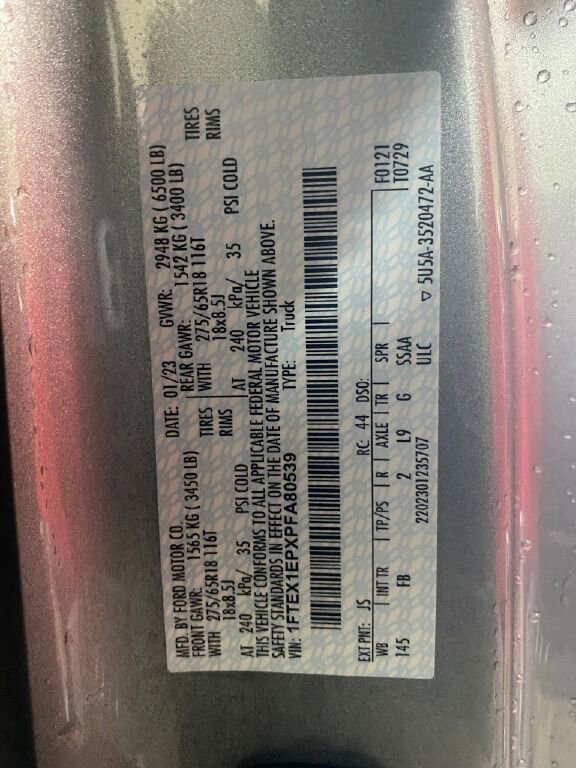 MFD. BY FORD MOTOR CO. DATE: 01/23 GVWR: 2948 KG ( 6500 LB)
FRONT GAWR: 1565 KG ( 3450 LB) REAR GAWR: 1542 KG ( 3400 LB)
WITH 275/65R18 116T TIRES WITH 275/65R18 116T TIRES
18x8.5J RIMS 18x8.5J RIMS
AT 240 kPa/ 35 PSI COLD AT 240 kPa/ 35 PSI COLD
THIS VEHICLE CONFORMS TO ALL APPLICABLE FEDERAL MOTOR VEHICLE
SAFETY STANDARDS IN EFFECT ON THE DATE OF MANUFACTURE SHOWN ABOVE.
VIN: 1FTEX1EPXPFA80539 TYPE: Truck
EXT PNT: JS RC: 44 DSO: F0121
WB INT TR TP/PS R AXLE TR SPR T0729
145 FB 2 L9 G SSAA
2202301235707 ULC ▽ 5U5A-3520472-AA